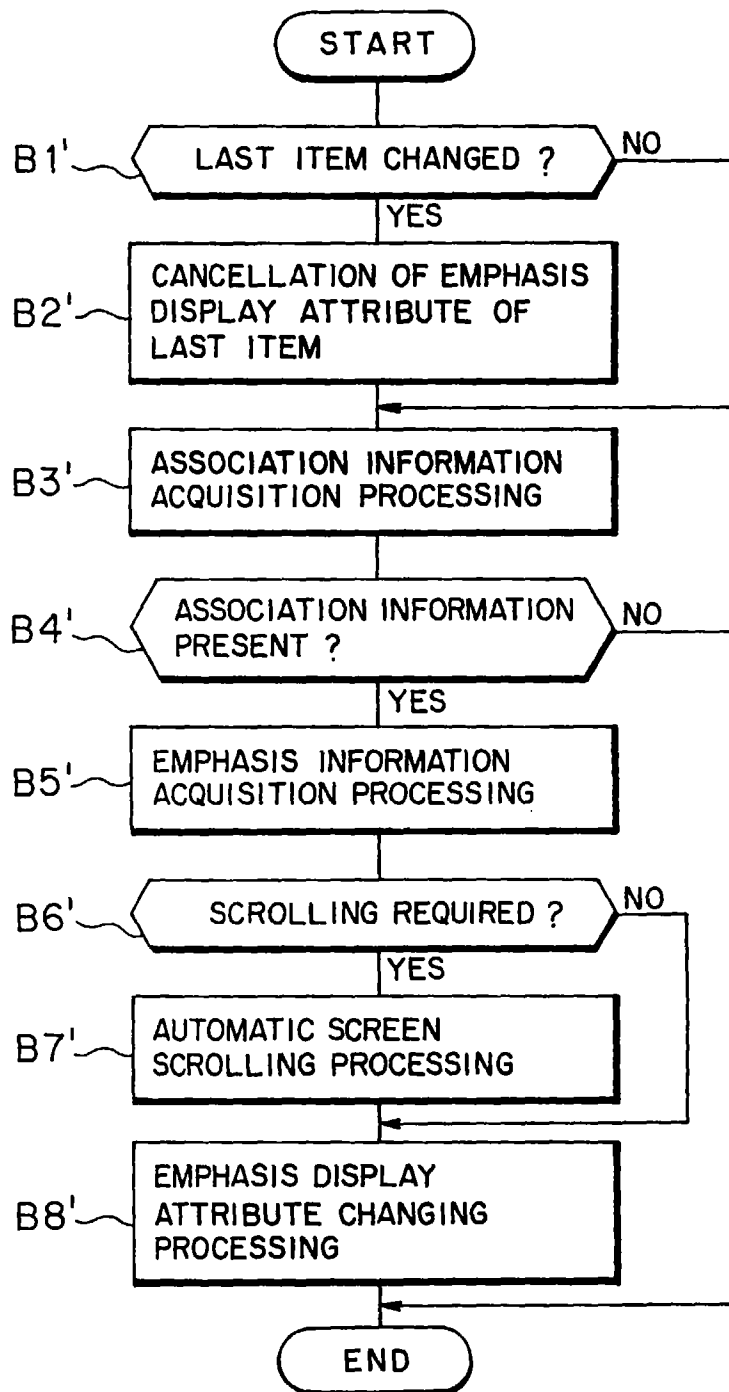 START
B1'
LAST ITEM CHANGED ?
NO
YES
B2'
CANCELLATION OF EMPHASIS
DISPLAY ATTRIBUTE OF
LAST ITEM
B3'
ASSOCIATION INFORMATION
ACQUISITION PROCESSING
B4'
ASSOCIATION INFORMATION
PRESENT ?
NO
YES
B5'
EMPHASIS INFORMATION
ACQUISITION PROCESSING
B6'
SCROLLING REQUIRED ?
NO
YES
B7'
AUTOMATIC SCREEN
SCROLLING PROCESSING
B8'
EMPHASIS DISPLAY
ATTRIBUTE CHANGING
PROCESSING
END